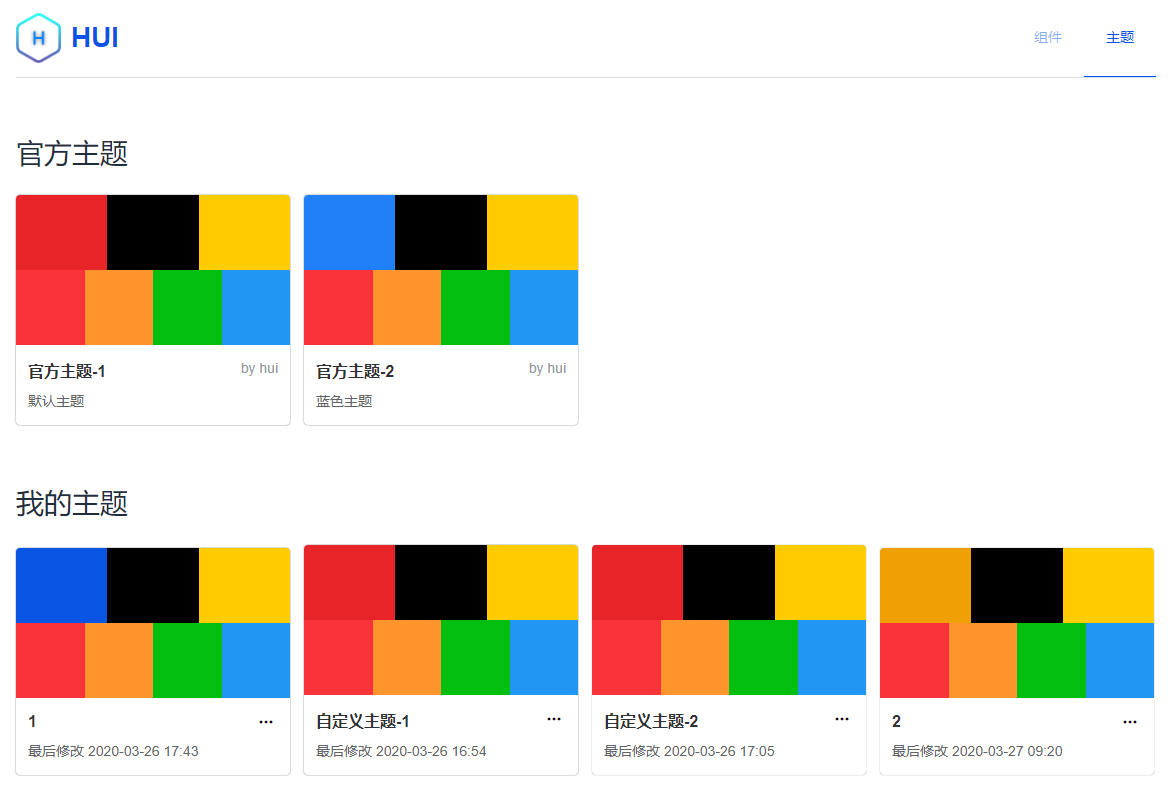 H HUI
组件 主题
官方主题
官方主题-1 by hui
默认主题
官方主题-2 by hui
蓝色主题
我的主题
1 ...
最后修改 2020-03-26 17:43
自定义主题-1 ...
最后修改 2020-03-26 16:54
自定义主题-2 ...
最后修改 2020-03-26 17:05
2 ...
最后修改 2020-03-27 09:20